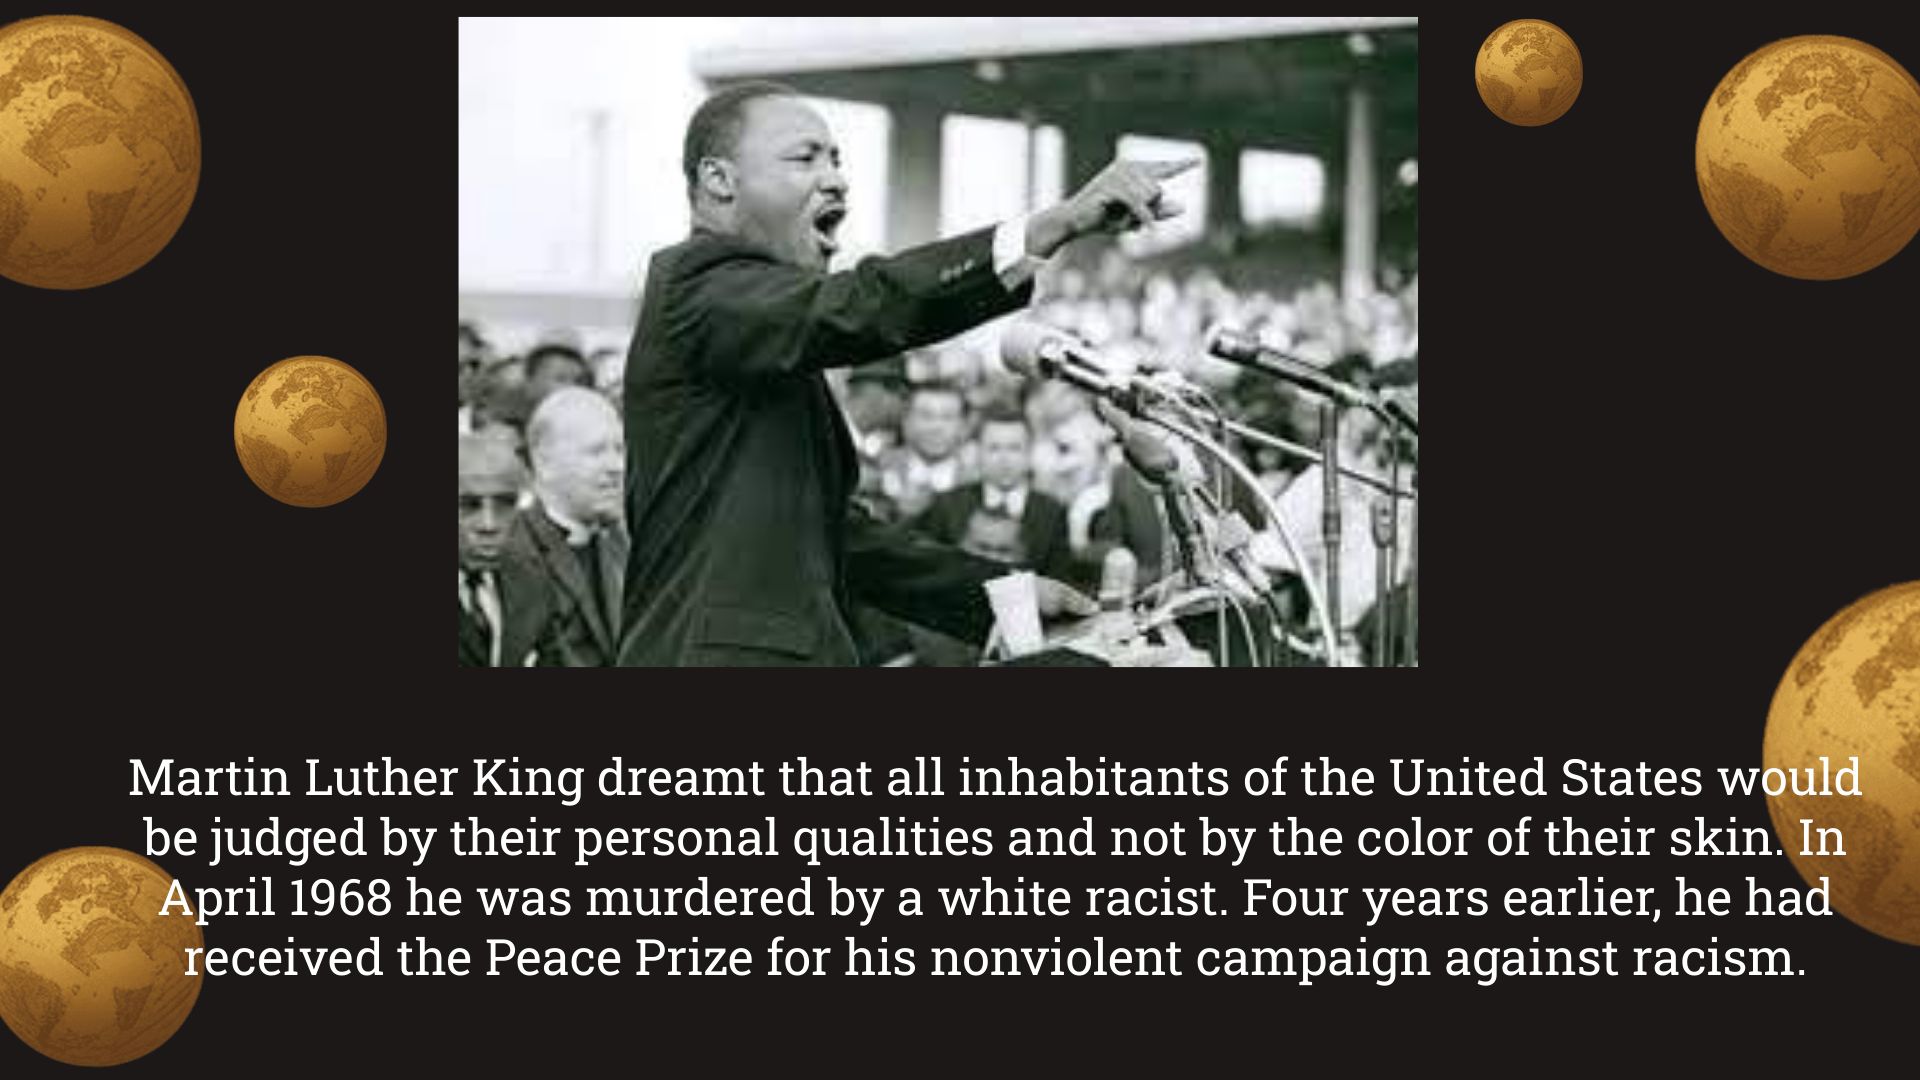 Martin Luther King dreamt that all inhabitants of the United States would
be judged by their personal qualities and not by the color of their skin. In
April 1968 he was murdered by a white racist. Four years earlier, he had
received the Peace Prize for his nonviolent campaign against racism.